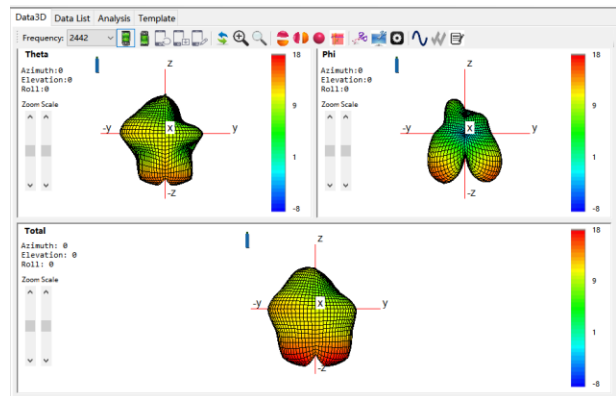 Data3D Data List Analysis Template
Frequency: 2442
Theta
Azimuth:0
Elevation:0
Roll:0
Zoom Scale
z
-y
X
y
-z
18
9
1
-8
Phi
Azimuth:0
Elevation:0
Roll:0
Zoom Scale
z
-y
X
y
-z
18
9
1
-8
Total
Azimuth: 0
Elevation: 0
Roll: 0
Zoom Scale
z
-y
X
y
-z
18
9
1
-8